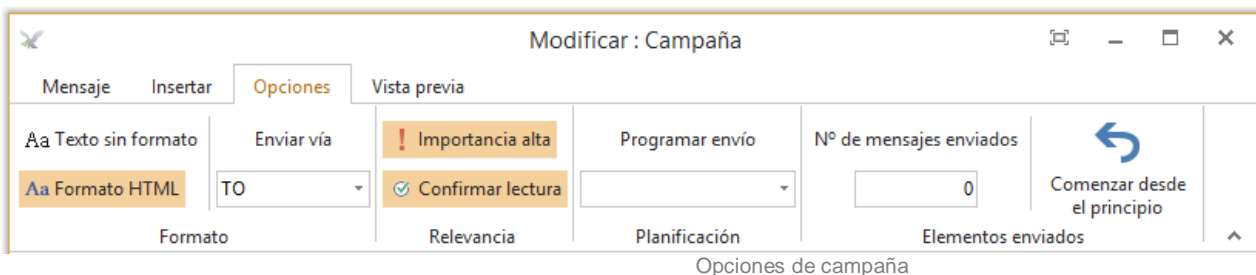 Modificar : Campaña
Mensaje Insertar Opciones Vista previa
Aa Texto sin formato Enviar vía Importancia alta Programar envío Nº de mensajes enviados
Aa Formato HTML TO Confirmar lectura 0 Comenzar desde
el principio
Formato Relevancia Planificación Elementos enviados
Opciones de campaña